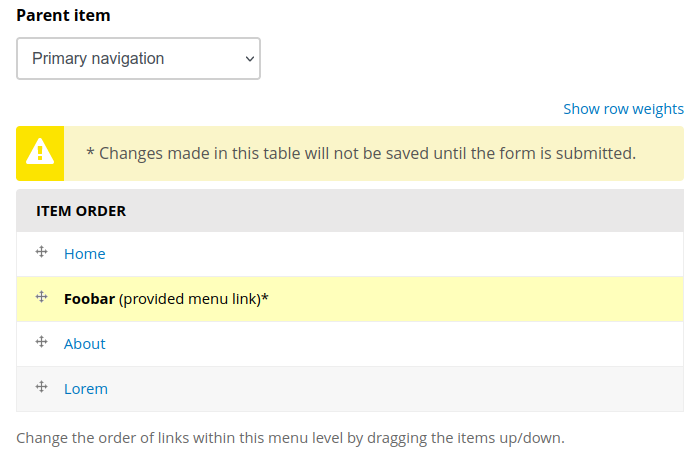 Parent item
Primary navigation
Show row weights
* Changes made in this table will not be saved until the form is submitted.
ITEM ORDER
Home
Foobar (provided menu link)*
About
Lorem
Change the order of links within this menu level by dragging the items up/down.